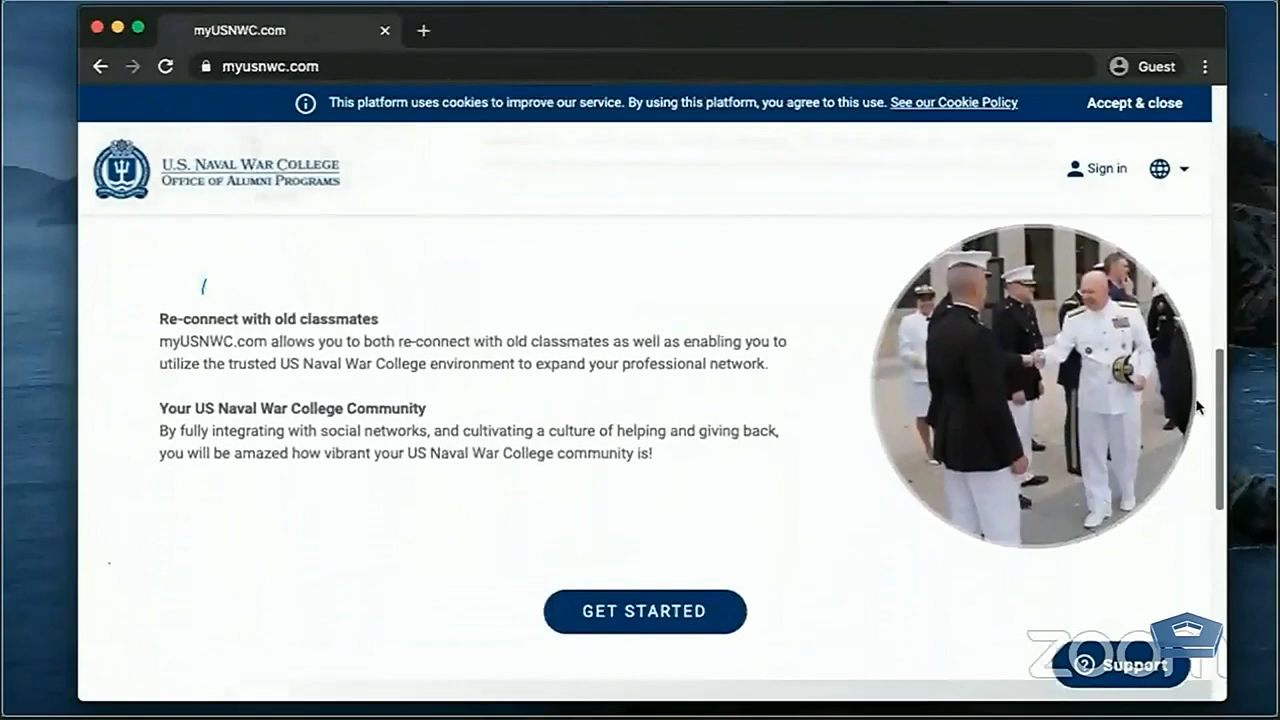 myUSNWC.com
myusnwc.com
Guest
This platform uses cookies to improve our service. By using this platform, you agree to this use. See our Cookie Policy
Accept & close
U.S. NAVAL WAR COLLEGE
OFFICE OF ALUMNI PROGRAMS
Sign in
Re-connect with old classmates
myUSNWC.com allows you to both re-connect with old classmates as well as enabling you to
utilize the trusted US Naval War College environment to expand your professional network.
Your US Naval War College Community
By fully integrating with social networks, and cultivating a culture of helping and giving back,
you will be amazed how vibrant your US Naval War College community is!
GET STARTED
zoom
Support